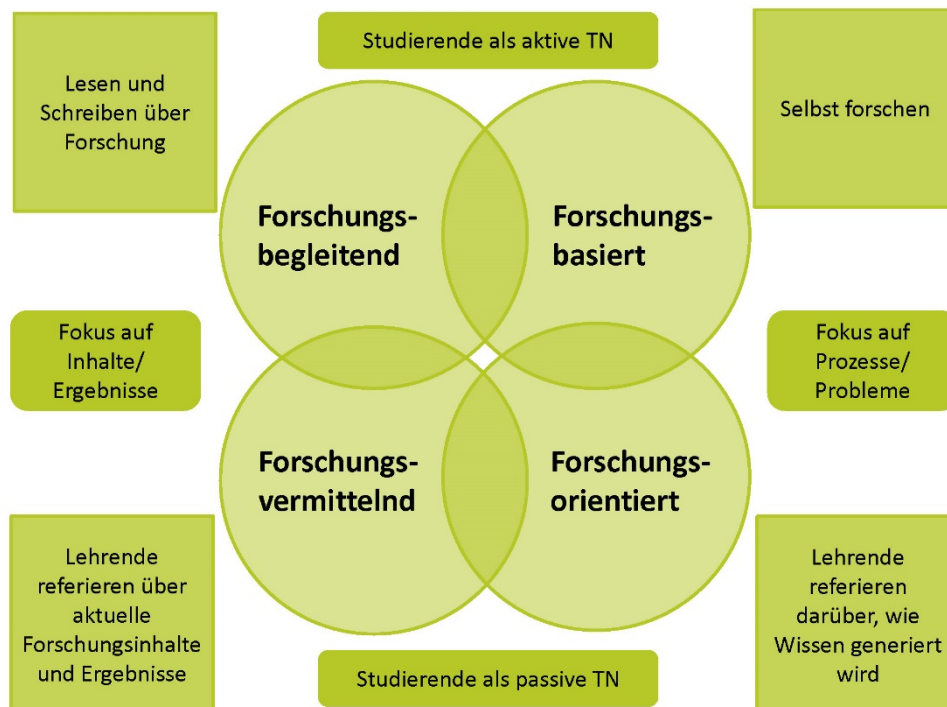 Studierende als aktive TN
Lesen und
Schreiben über
Forschung
Selbst forschen
Forschungs-
begleitend
Forschungs-
basiert
Fokus auf
Inhalte/
Ergebnisse
Fokus auf
Prozesse/
Probleme
Forschungs-
vermittelnd
Forschungs-
orientiert
Lehrende
referieren über
aktuelle
Forschungsinhalte
und Ergebnisse
Lehrende
referieren
darüber, wie
Wissen generiert
wird
Studierende als passive TN